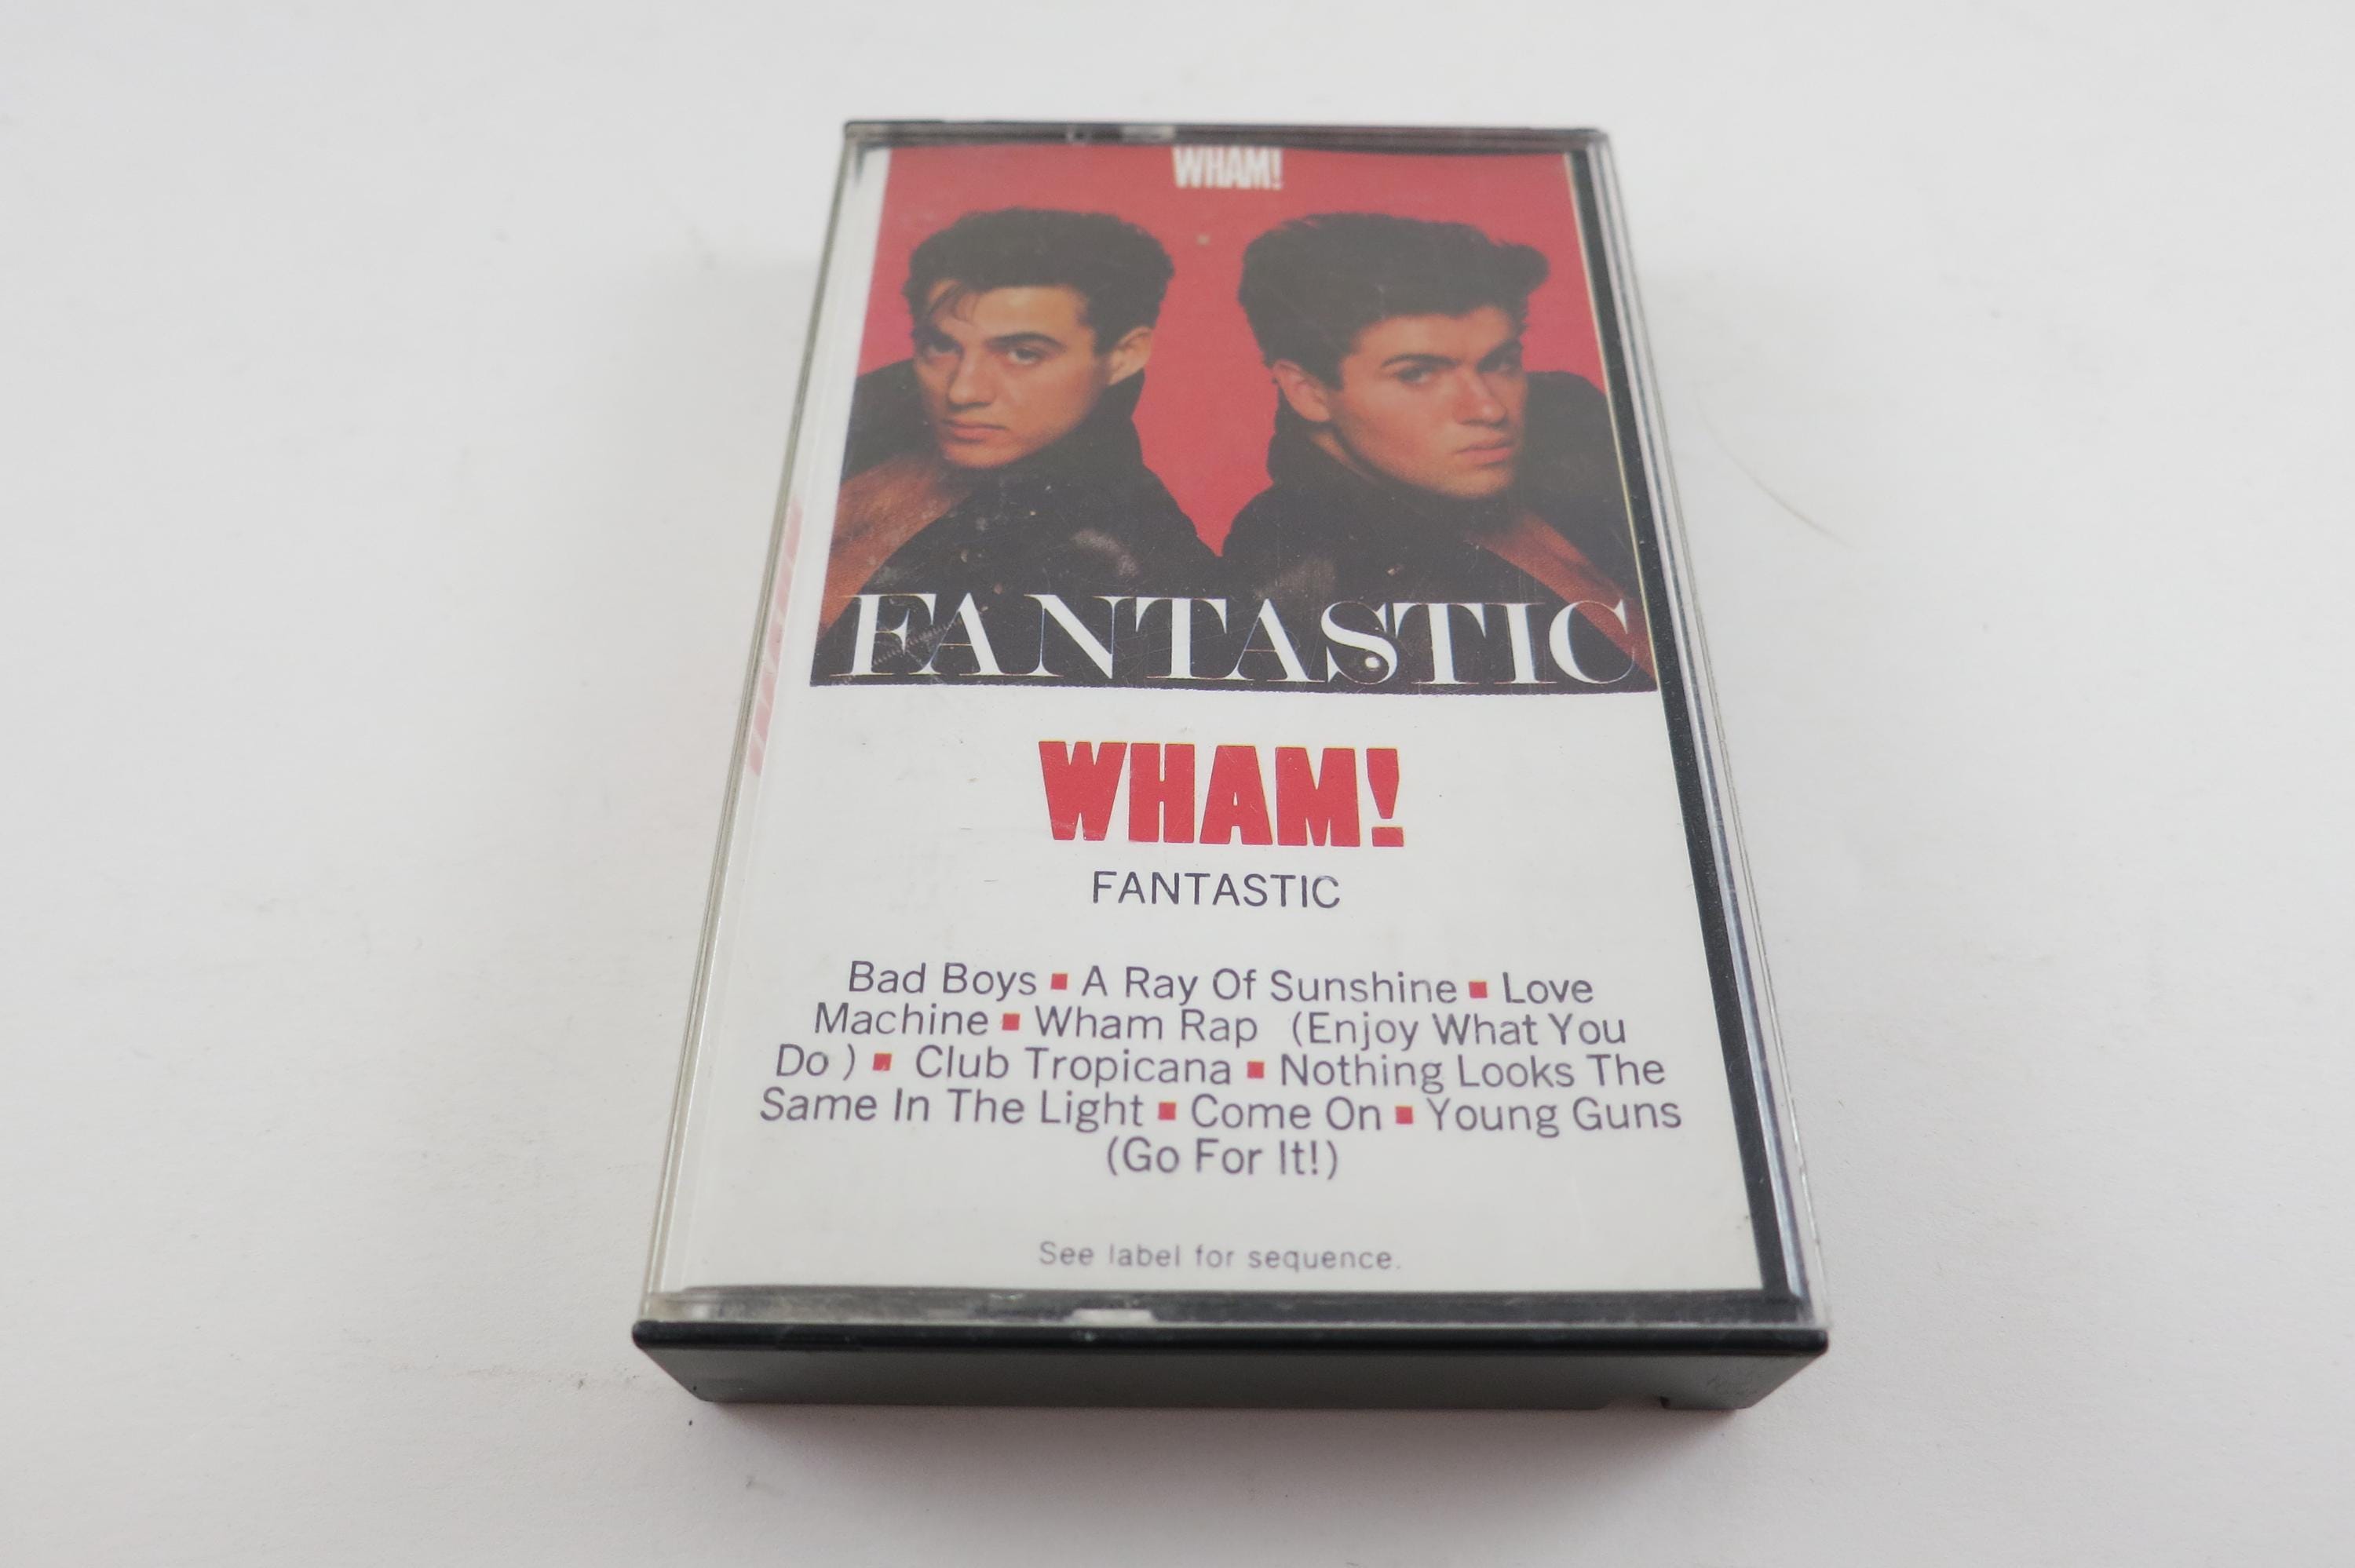 WHAM!
FANTASTIC
WHAM!
FANTASTIC
Bad Boys ▪ A Ray Of Sunshine ▪ Love
Machine ▪ Wham Rap (Enjoy What You
Do ) ▪ Club Tropicana ▪ Nothing Looks The
Same In The Light ▪ Come On ▪ Young Guns
(Go For It!)
See label for sequence.